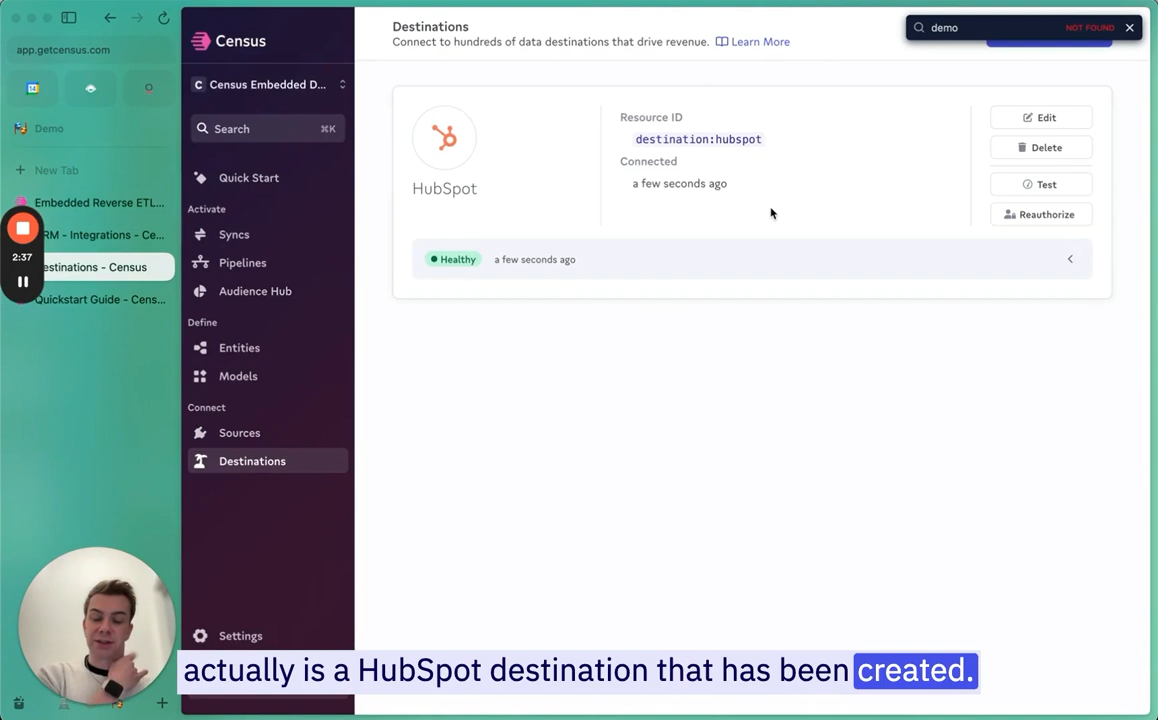 app.getcensus.com
Demo
New Tab
Embedded Reverse ETL...
RM - Integrations - Ce...
estinations - Census
Quickstart Guide - Cens...
2:37
Census
C Census Embedded D...
Search ⌘K
Quick Start
Activate
Syncs
Pipelines
Audience Hub
Define
Entities
Models
Connect
Sources
Destinations
Settings
Destinations
Connect to hundreds of data destinations that drive revenue. Learn More
demo NOT FOUND
HubSpot
Resource ID
destination:hubspot
Connected
a few seconds ago
Edit
Delete
Test
Reauthorize
Healthy a few seconds ago
actually is a HubSpot destination that has been created.